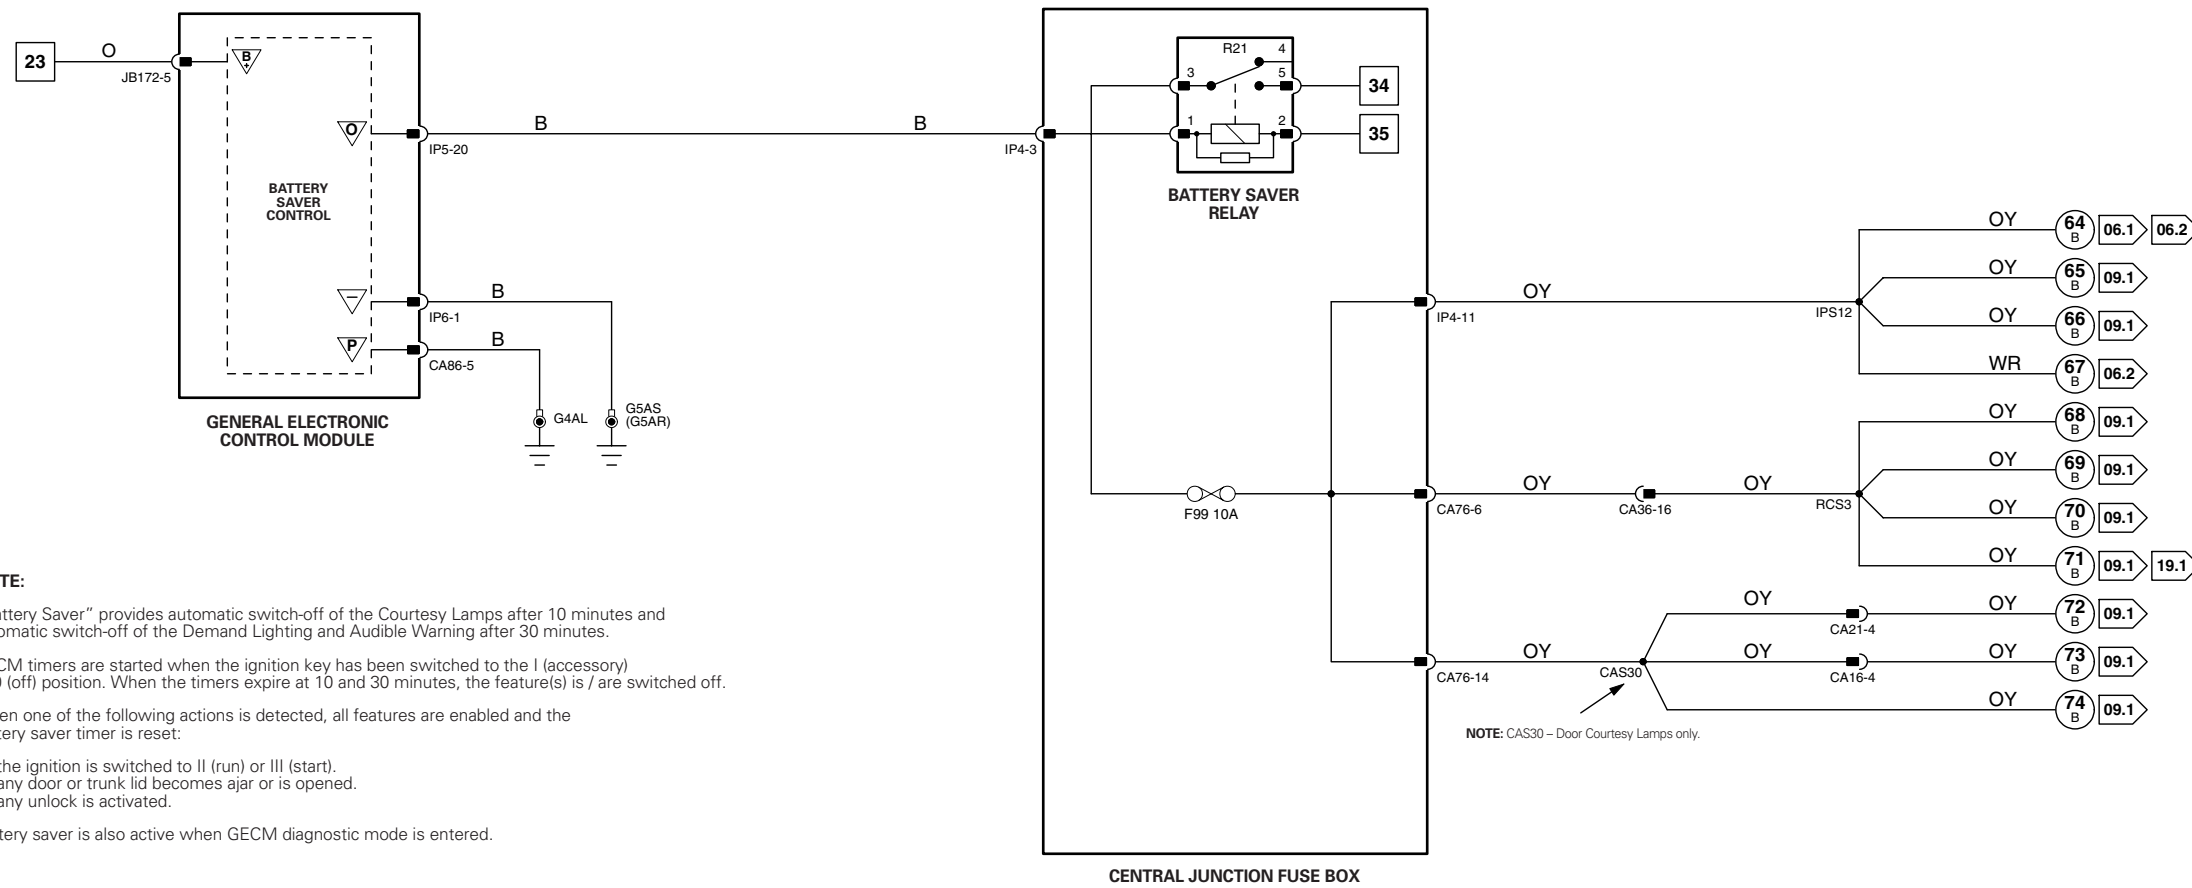 23
O
JB172-5
B+
O
B
B
IP5-20
IP4-3
BATTERY
SAVER
CONTROL
–
B
IP6-1
P
B
CA86-5
G4AL
G5AS
(G5AR)
GENERAL ELECTRONIC
CONTROL MODULE
R21
4
3
5
34
1
2
35
BATTERY SAVER
RELAY
F99 10A
OY
IP4-11
IPS12
OY
64
B
06.1
06.2
OY
65
B
09.1
OY
66
B
09.1
WR
67
B
06.2
OY
CA76-6
CA36-16
OY
RCS3
OY
68
B
09.1
OY
69
B
09.1
OY
70
B
09.1
OY
71
B
09.1
19.1
OY
CA76-14
CAS30
OY
CA21-4
OY
72
B
09.1
OY
CA16-4
OY
73
B
09.1
OY
74
B
09.1
NOTE: CAS30 – Door Courtesy Lamps only.
CENTRAL JUNCTION FUSE BOX
TE:
ttery Saver” provides automatic switch-off of the Courtesy Lamps after 10 minutes and
omatic switch-off of the Demand Lighting and Audible Warning after 30 minutes.
CM timers are started when the ignition key has been switched to the I (accessory)
(off) position. When the timers expire at 10 and 30 minutes, the feature(s) is / are switched off.
en one of the following actions is detected, all features are enabled and the
tery saver timer is reset:
the ignition is switched to II (run) or III (start).
any door or trunk lid becomes ajar or is opened.
any unlock is activated.
tery saver is also active when GECM diagnostic mode is entered.